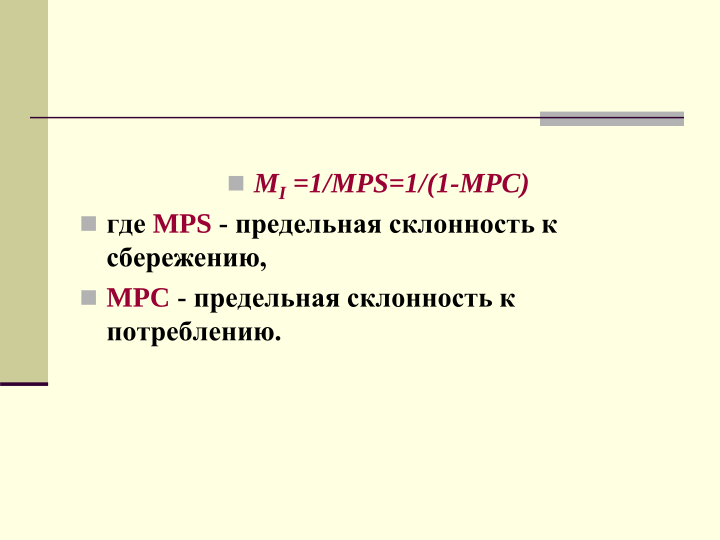 M_I =1/MPS=1/(1-MPC)
где MPS - предельная склонность к
сбережению,
MPC - предельная склонность к
потреблению.